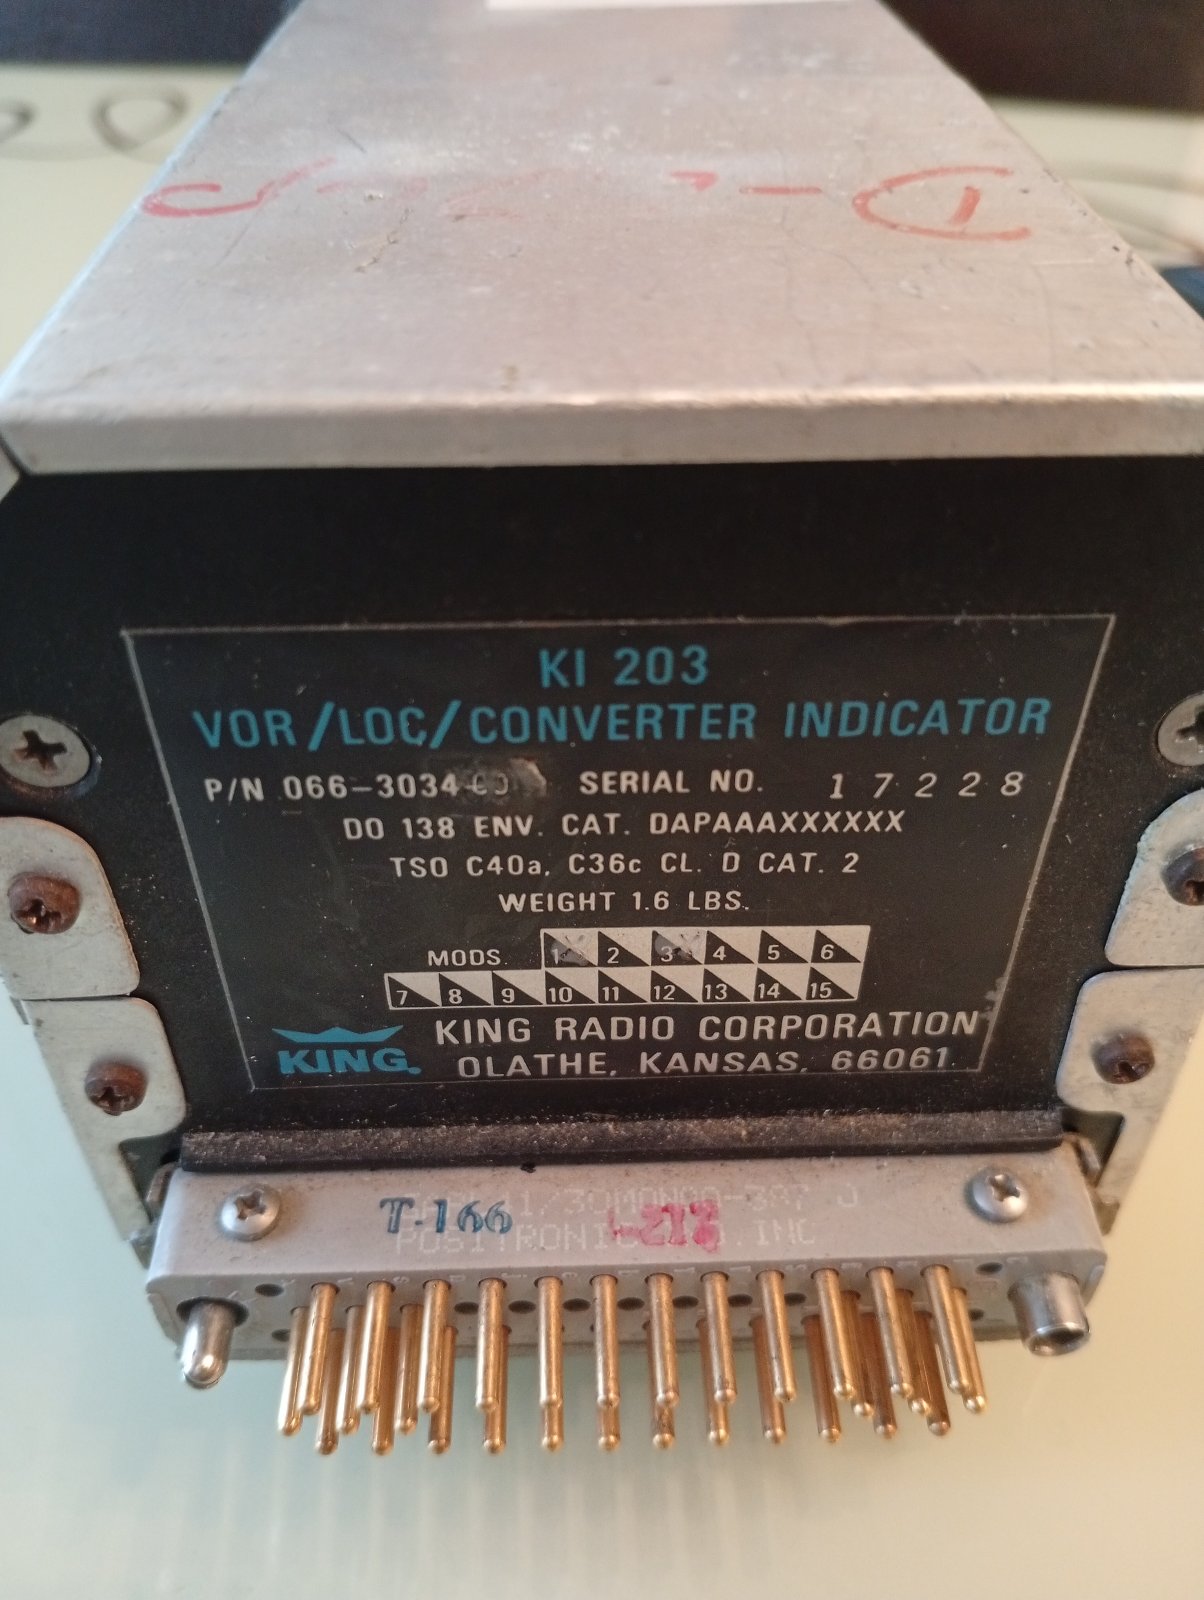 KI 203
VOR/LOC/CONVERTER INDICATOR
P/N 066-3034 SERIAL NO. 17228
DO 138 ENV. CAT. DAPAAAXXXXXX
TSO C40a, C36c CL. D CAT. 2
WEIGHT 1.6 LBS.
MODS. 1 2 3 4 5 6
7 8 9 10 11 12 13 14 15
KING RADIO CORPORATION
KING. OLATHE, KANSAS, 66061
T-166